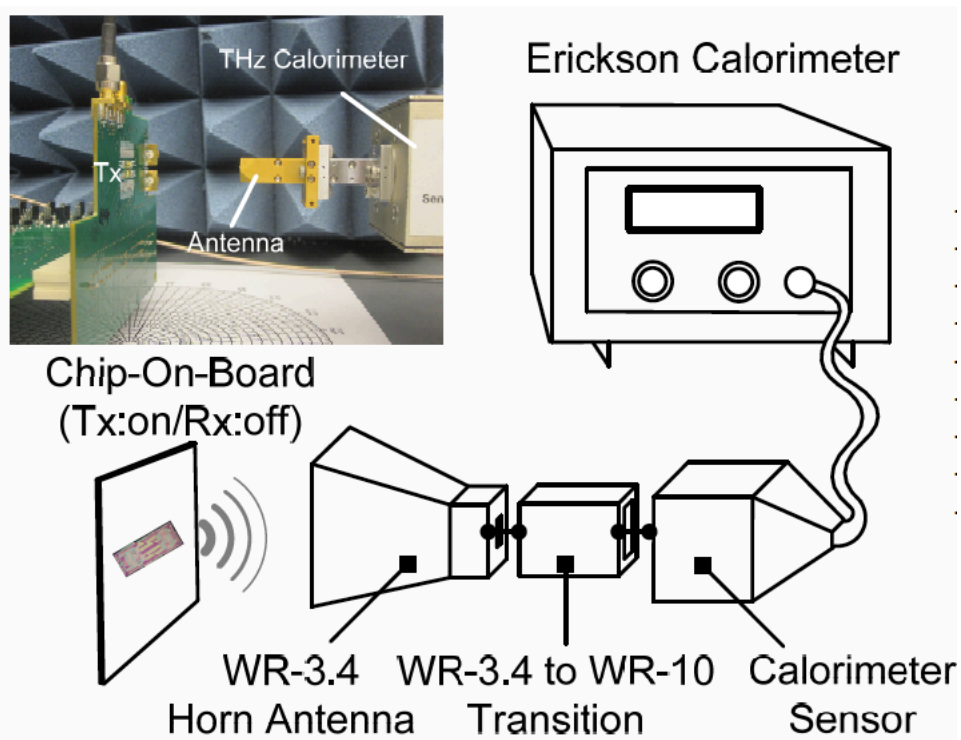 THz Calorimeter
Tx
Antenna
Sen
Erickson Calorimeter
Chip-On-Board
(Tx:on/Rx:off)
WR-3.4
Horn Antenna
WR-3.4 to WR-10
Transition
Calorimeter
Sensor